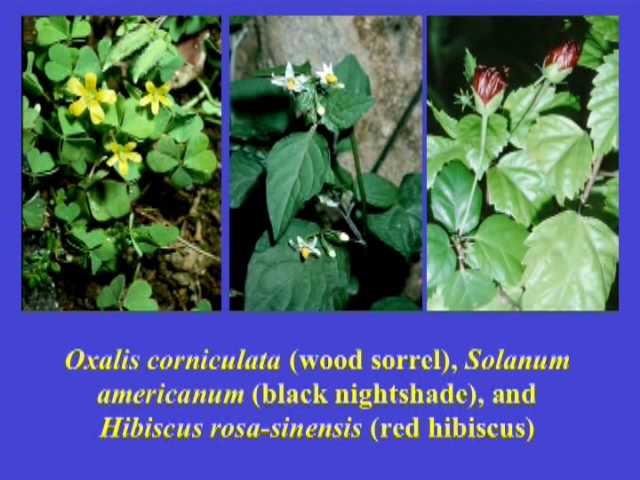 Oxalis corniculata (wood sorrel), Solanum
americanum (black nightshade), and
Hibiscus rosa-sinensis (red hibiscus)